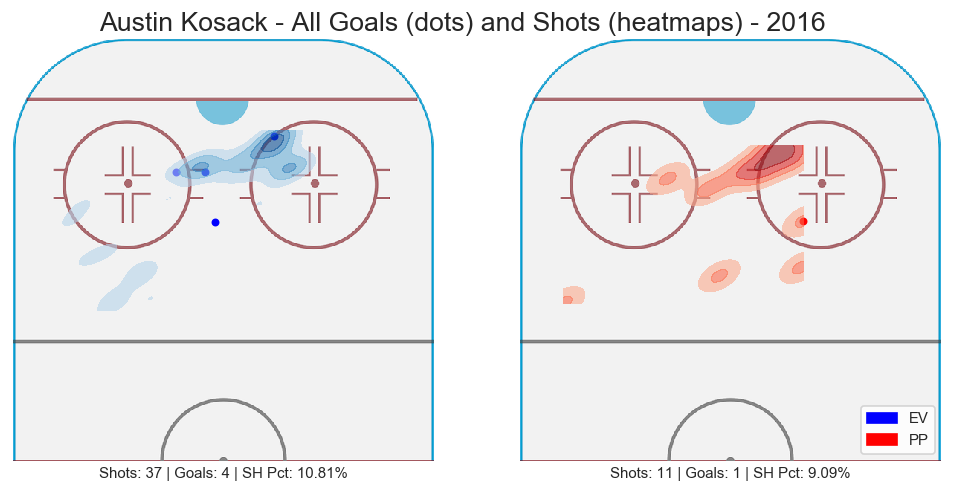 Austin Kosack - All Goals (dots) and Shots (heatmaps) - 2016
EV
PP
Shots: 37 | Goals: 4 | SH Pct: 10.81%
Shots: 11 | Goals: 1 | SH Pct: 9.09%